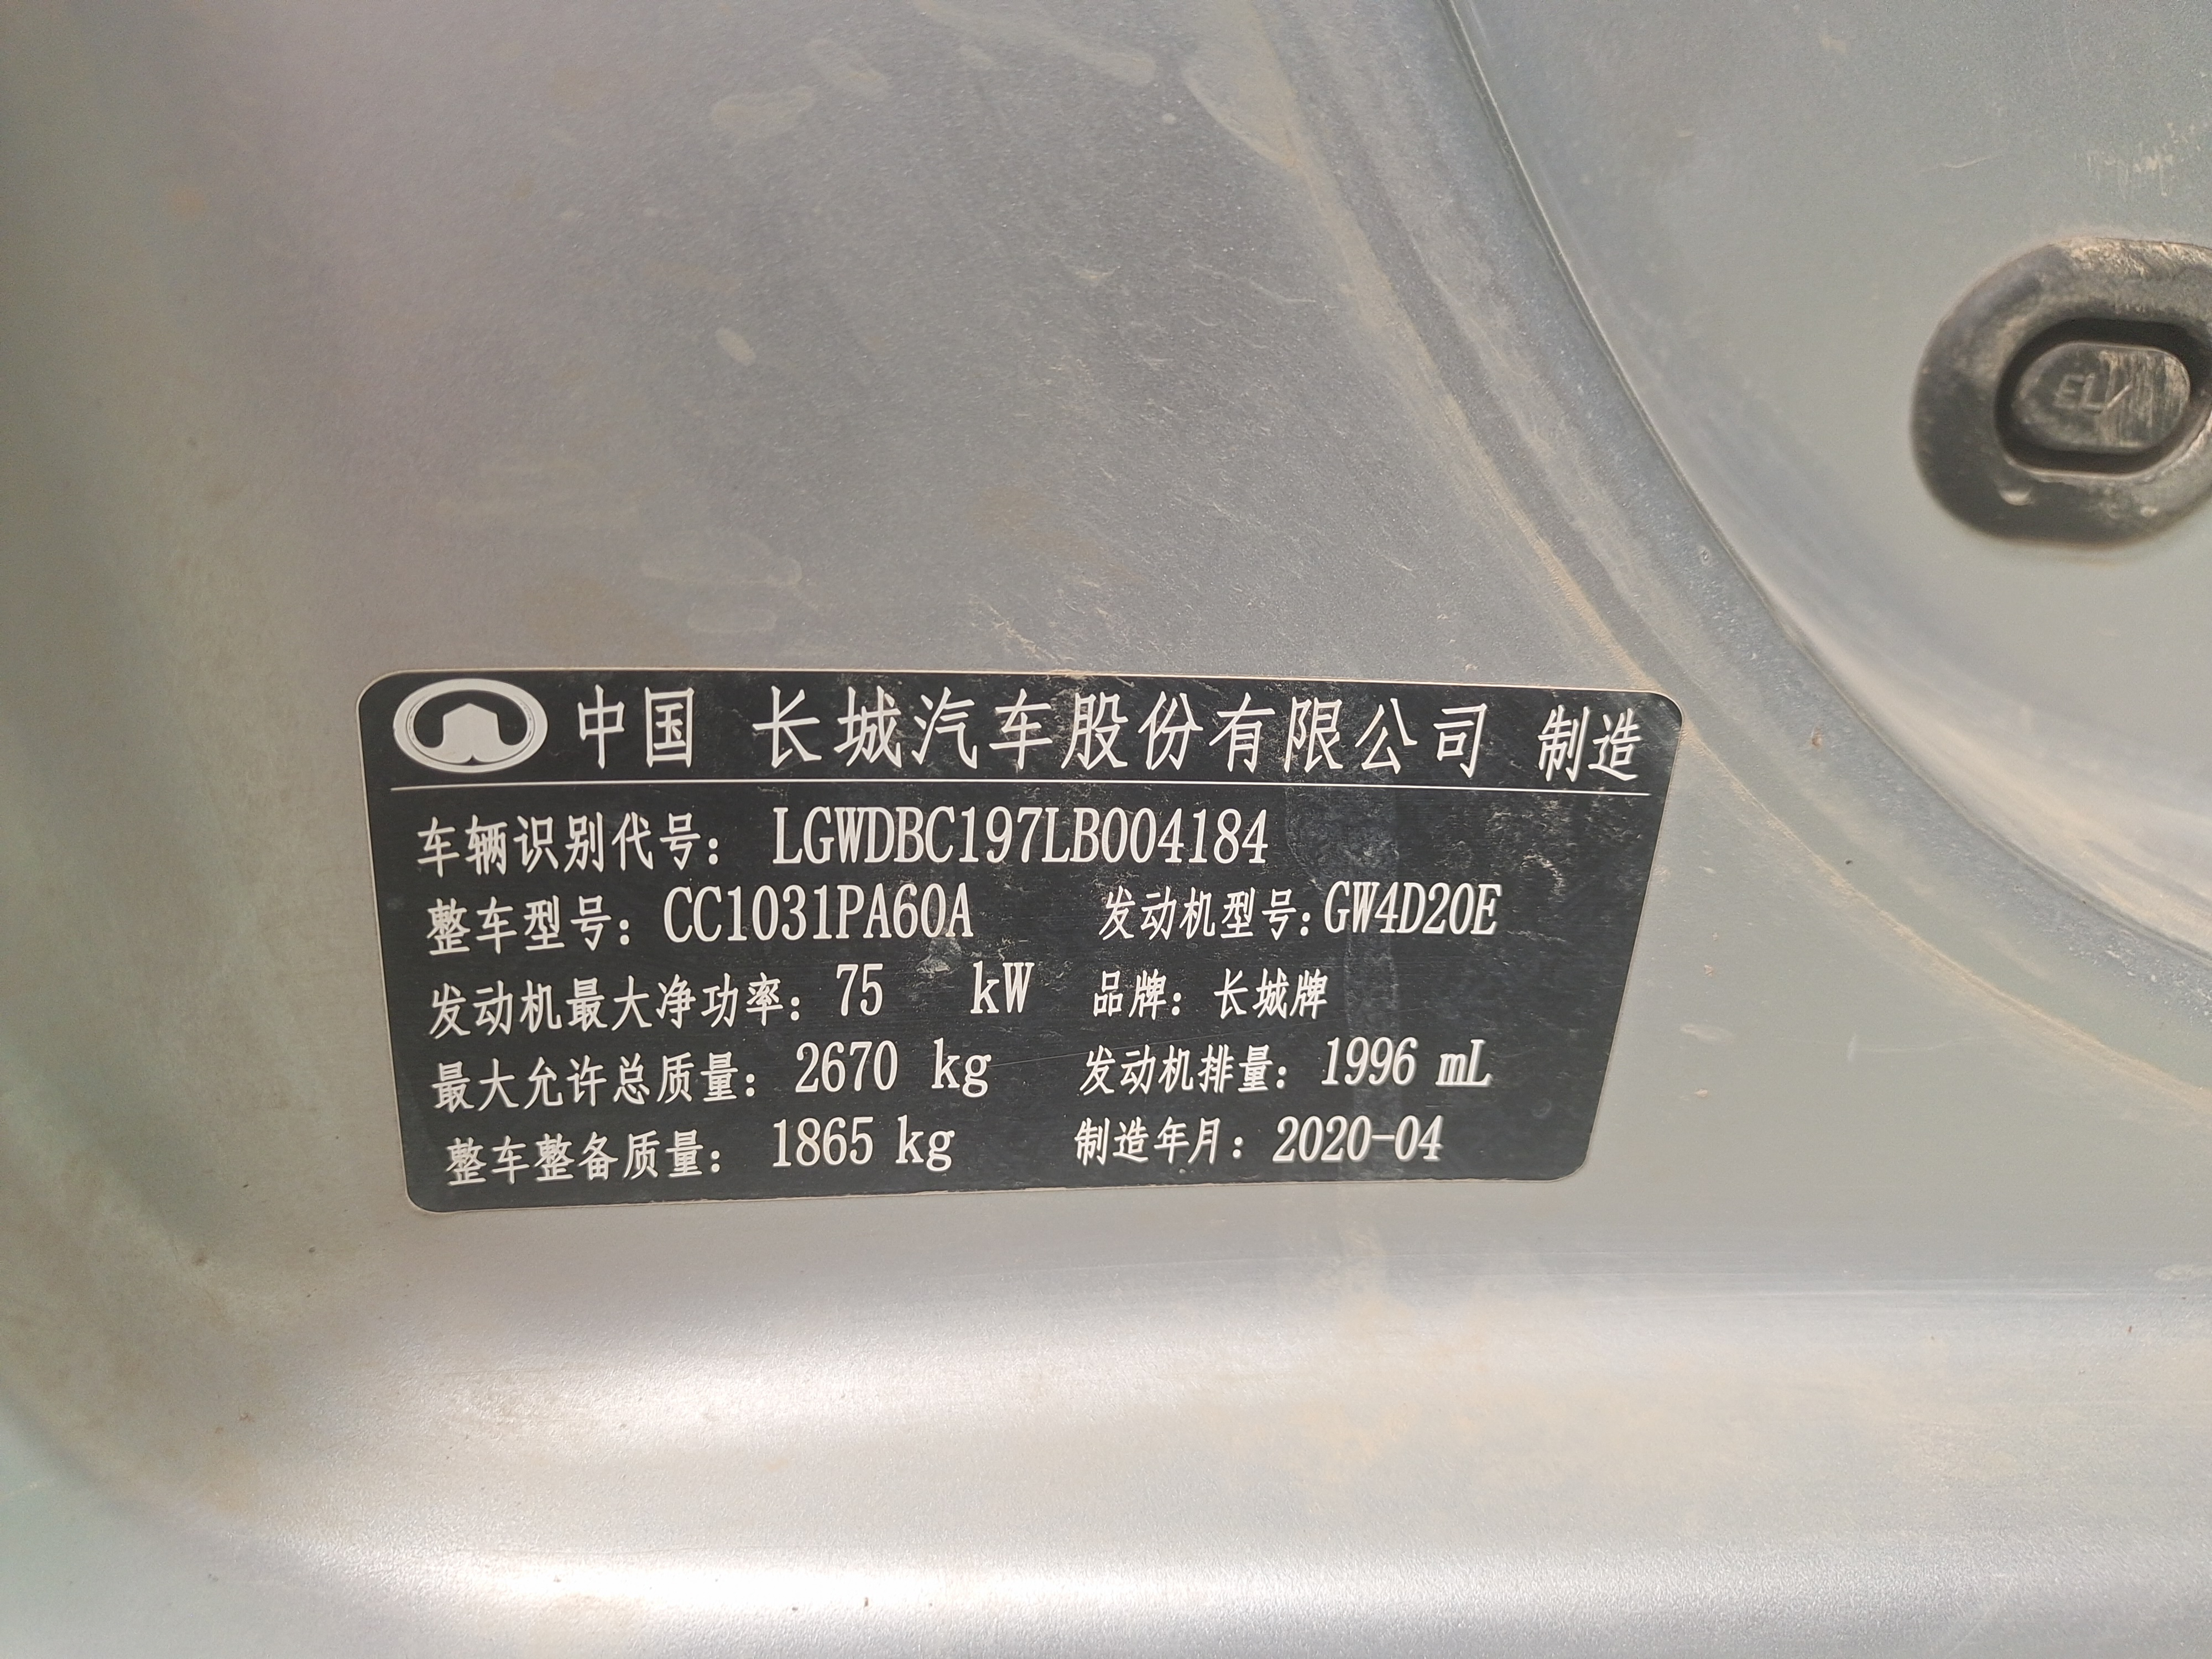 中国 长城汽车股份有限公司 制造
车辆识别代号： LGWDBC197LB004184
整车型号：CC1031PA60A 发动机型号：GW4D20E
发动机最大净功率：75 kW 品牌：长城牌
最大允许总质量： 2670 kg 发动机排量： 1996 mL
整车整备质量： 1865 kg 制造年月：2020-04